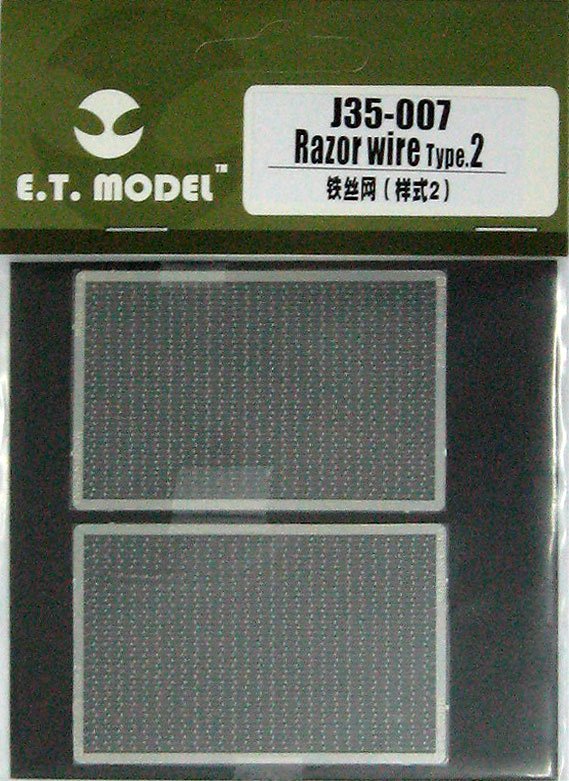 J35-007
Razor wire Type.2
铁丝网（样式2）
E.T. MODEL™